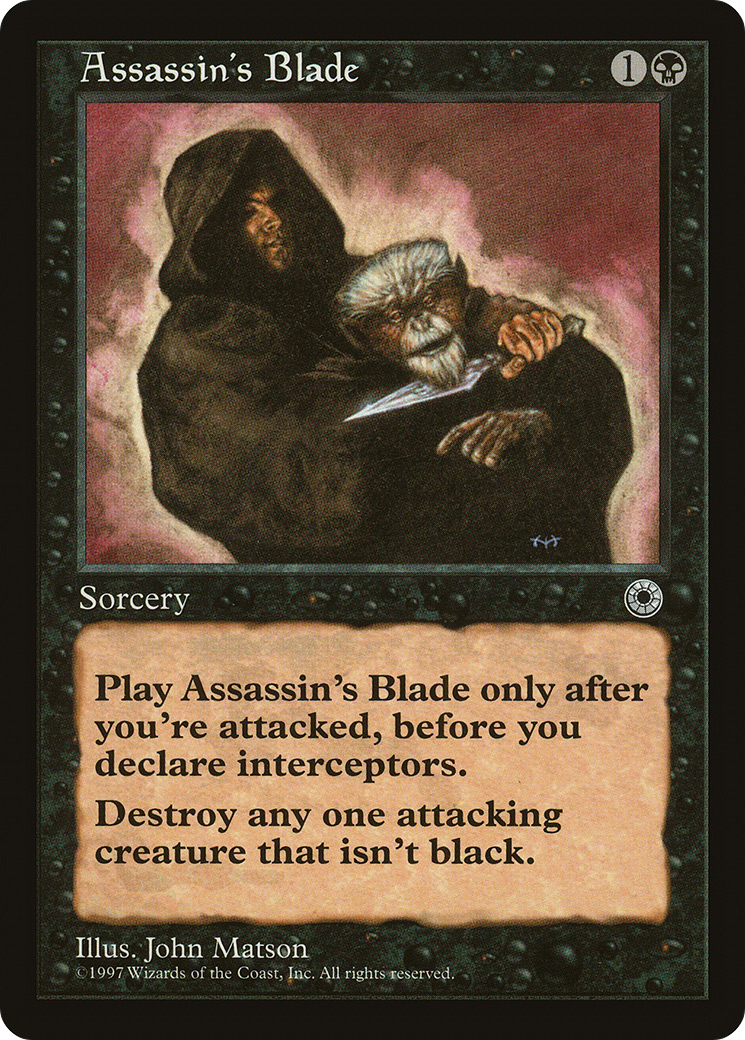 Assassin's Blade 1
Sorcery
Play Assassin's Blade only after
you're attacked, before you
declare interceptors.
Destroy any one attacking
creature that isn't black.
Illus. John Matson
©1997 Wizards of the Coast, Inc. All rights reserved.